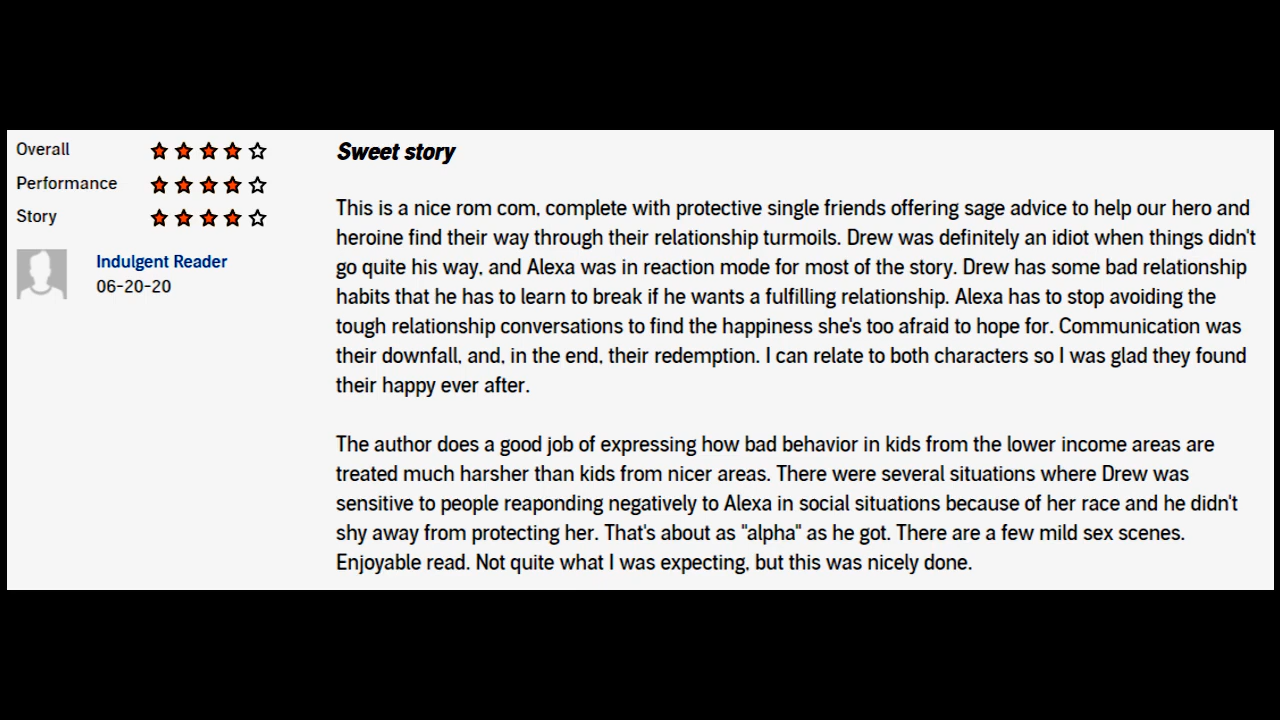 Overall
Performance
Story
Indulgent Reader
06-20-20
Sweet story
This is a nice rom com, complete with protective single friends offering sage advice to help our hero and
heroine find their way through their relationship turmoils. Drew was definitely an idiot when things didn't
go quite his way, and Alexa was in reaction mode for most of the story. Drew has some bad relationship
habits that he has to learn to break if he wants a fulfilling relationship. Alexa has to stop avoiding the
tough relationship conversations to find the happiness she's too afraid to hope for. Communication was
their downfall, and, in the end, their redemption. I can relate to both characters so I was glad they found
their happy ever after.
The author does a good job of expressing how bad behavior in kids from the lower income areas are
treated much harsher than kids from nicer areas. There were several situations where Drew was
sensitive to people reaponding negatively to Alexa in social situations because of her race and he didn't
shy away from protecting her. That's about as "alpha" as he got. There are a few mild sex scenes.
Enjoyable read. Not quite what I was expecting, but this was nicely done.